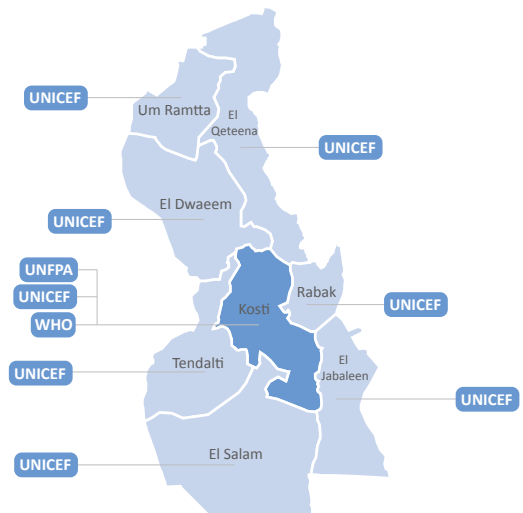 UNICEF
Um Ramtta
El
Qeteena
UNICEF
El Dwaeem
UNICEF
UNFPA
UNICEF
WHO
Kosti
Rabak
UNICEF
Tendalti
UNICEF
El
Jabaleen
UNICEF
El Salam
UNICEF